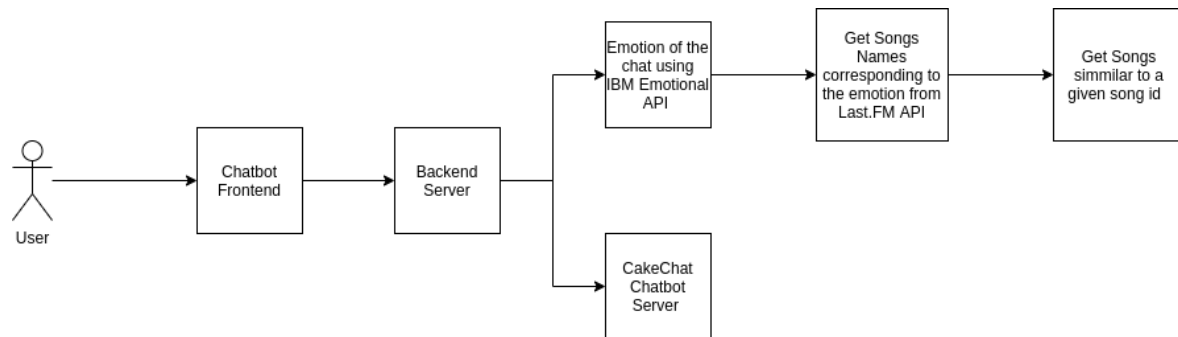 User
Chatbot
Frontend
Backend
Server
Emotion of the
chat using
IBM Emotional
API
Get Songs
Names
corresponding to
the emotion from
Last.FM API
Get Songs
simmilar to a
given song id
CakeChat
Chatbot
Server